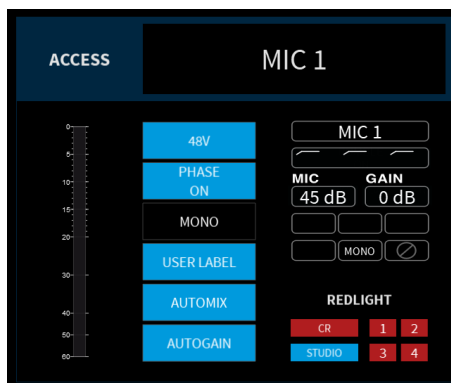 ACCESS
MIC 1
0
5
10
15
20
30
40
50
60
48V
PHASE
ON
MONO
USER LABEL
AUTOMIX
AUTOGAIN
MIC 1
MIC GAIN
45 dB 0 dB
MONO
REDLIGHT
CR 1 2
STUDIO 3 4